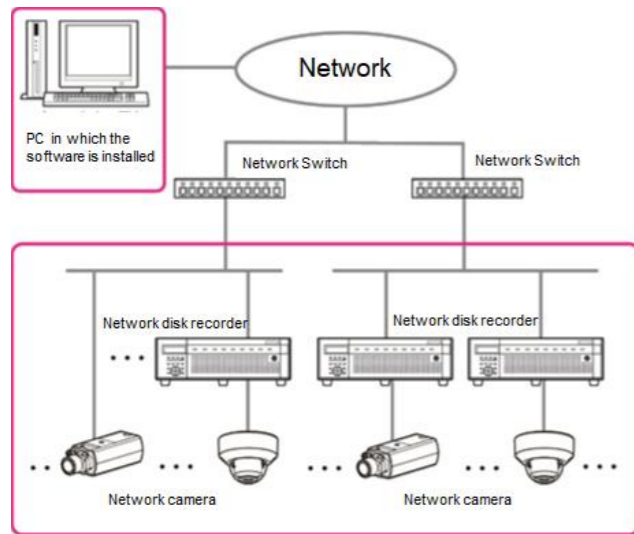 Network
PC in which the
software is installed
Network Switch
Network Switch
Network disk recorder
Network disk recorder
Network camera
Network camera